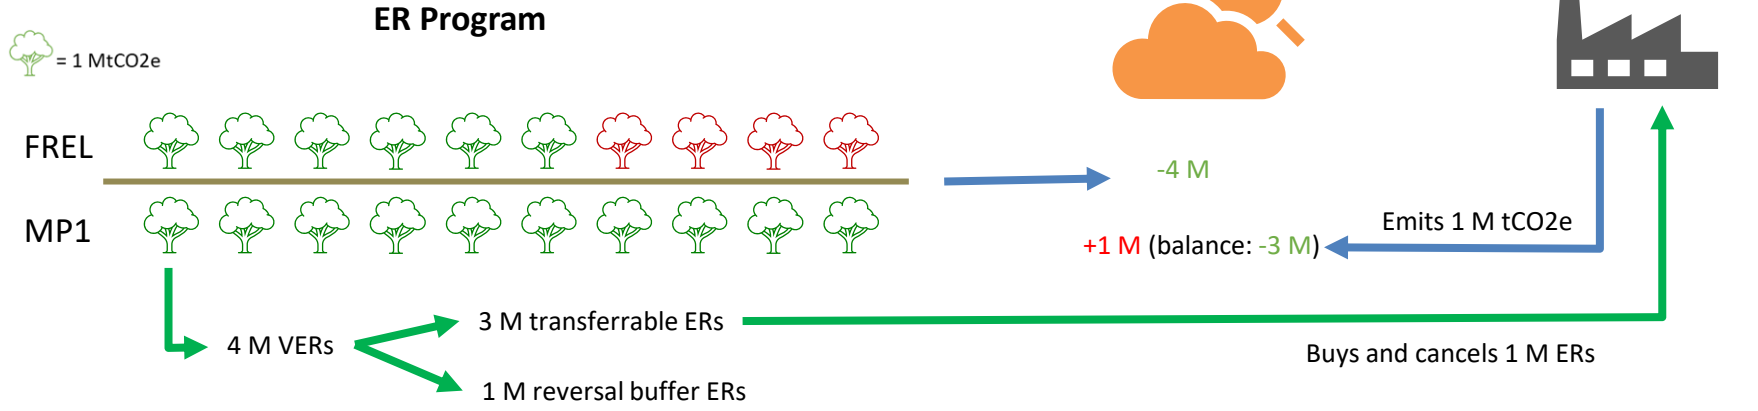 ER Program
= 1 MtCO2e
FREL
-4 M
MP1
Emits 1 M tCO2e
+1 M (balance: -3 M)
3 M transferrable ERs
4 M VERs
Buys and cancels 1 M ERs
1 M reversal buffer ERs